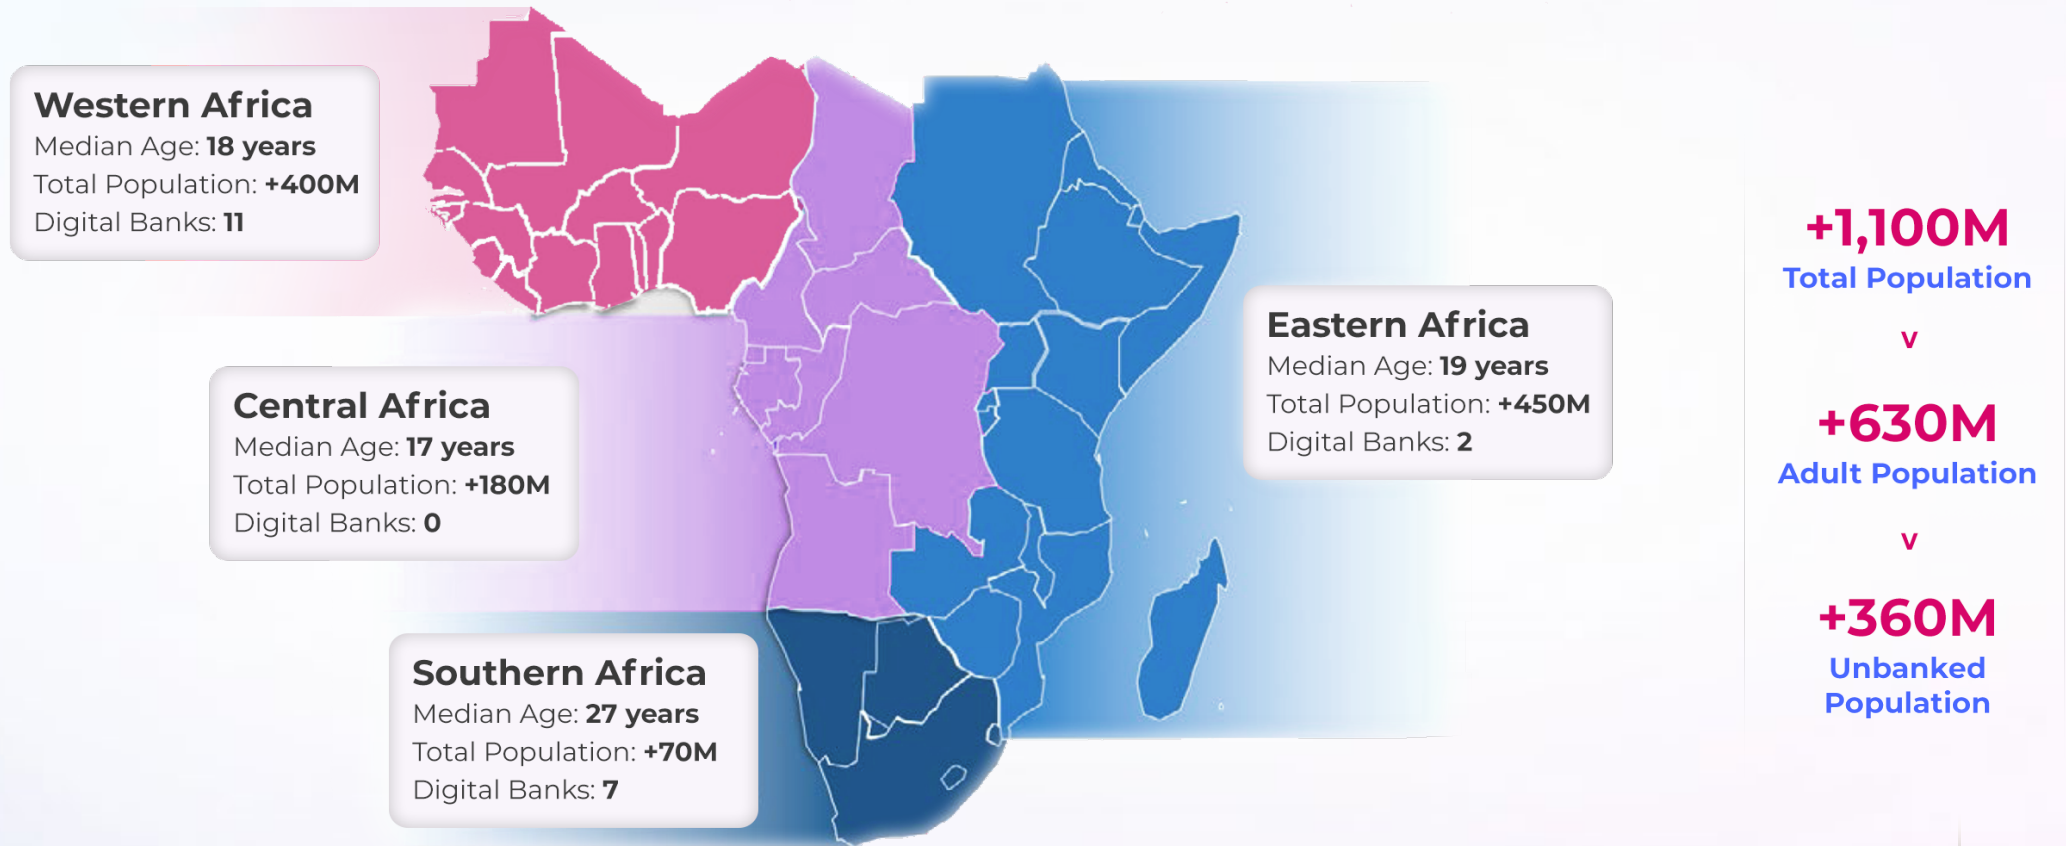 Western Africa
Median Age: 18 years
Total Population: +400M
Digital Banks: 11
Central Africa
Median Age: 17 years
Total Population: +180M
Digital Banks: 0
Southern Africa
Median Age: 27 years
Total Population: +70M
Digital Banks: 7
Eastern Africa
Median Age: 19 years
Total Population: +450M
Digital Banks: 2
+1,100M
Total Population
v
+630M
Adult Population
v
+360M
Unbanked
Population